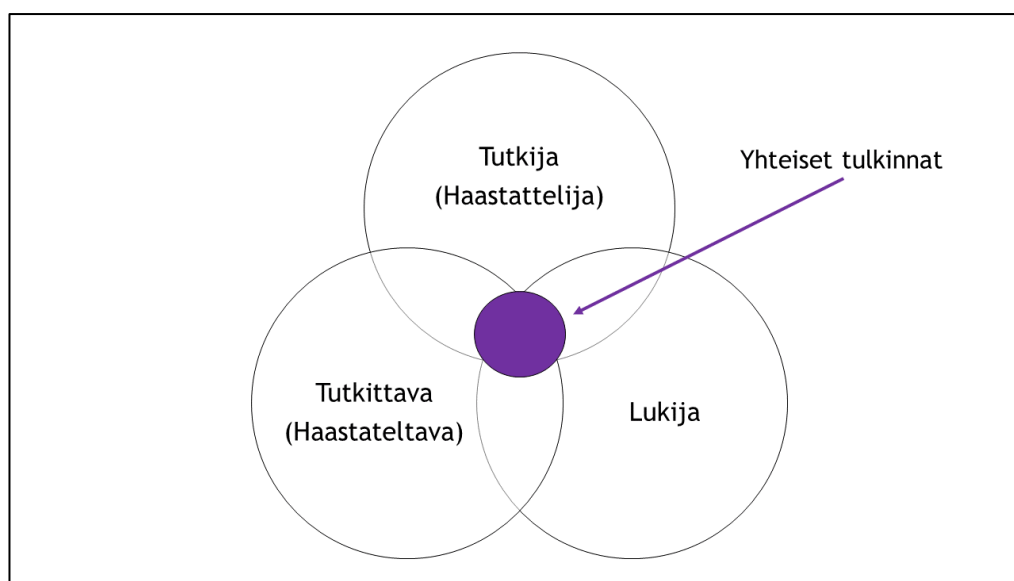 Tutkija
(Haastattelija)
Yhteiset tulkinnat
Tutkittava
(Haastateltava)
Lukija